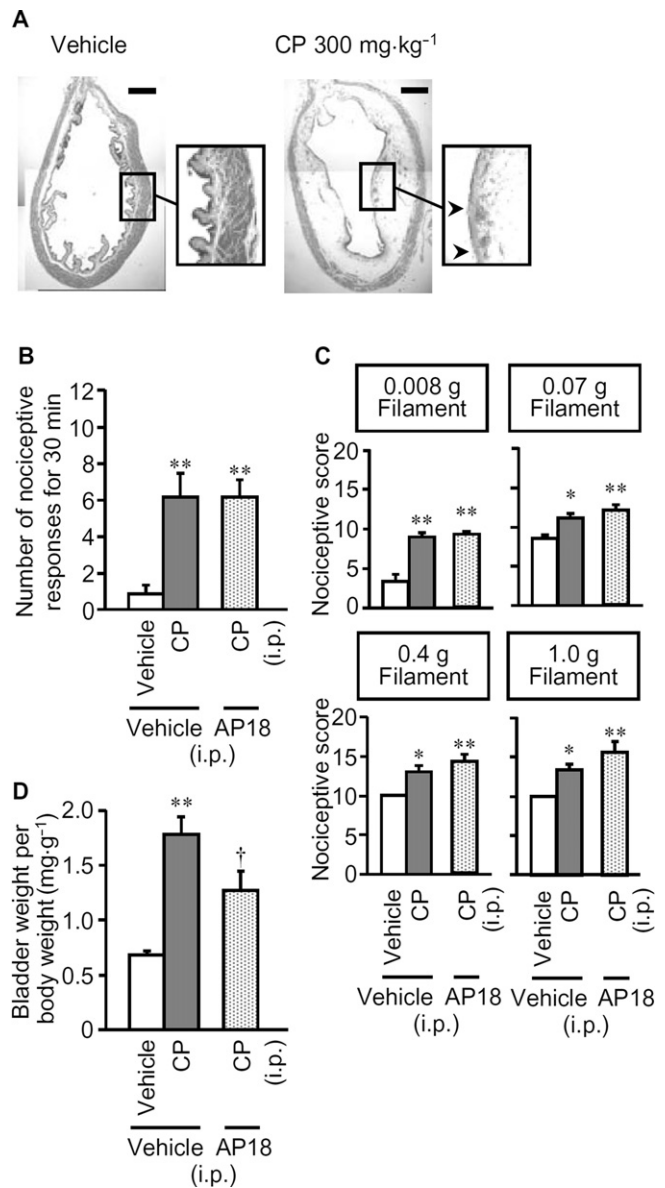 A
Vehicle
CP 300 mg·kg⁻¹
B
Number of nociceptive
responses for 30 min
12
10
8
6
4
2
0
**
**
Vehicle
CP
CP
(i.p.)
Vehicle
AP18
(i.p.)
C
0.008 g
Filament
0.07 g
Filament
Nociceptive score
20
15
10
5
0
**
**
*
**
0.4 g
Filament
1.0 g
Filament
Nociceptive score
20
15
10
5
0
*
**
*
**
Vehicle
CP
CP
(i.p.)
Vehicle
CP
CP
(i.p.)
Vehicle
AP18
(i.p.)
Vehicle
AP18
(i.p.)
D
Bladder weight per
body weight (mg·g⁻¹)
2.0
1.5
1.0
0.5
0
**
†
Vehicle
CP
CP
(i.p.)
Vehicle
AP18
(i.p.)